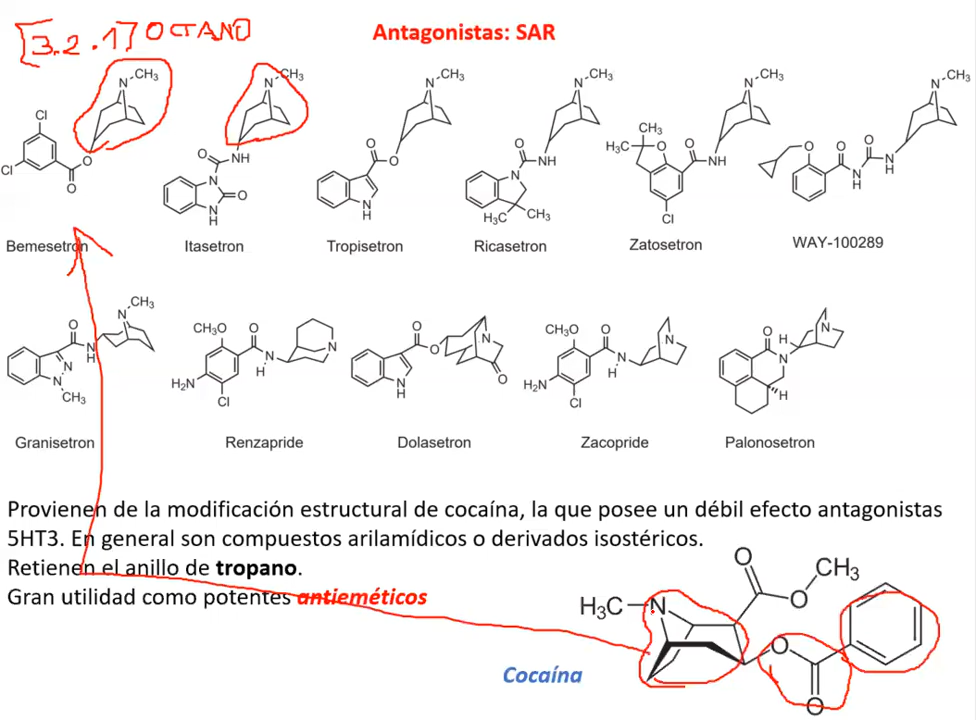 [3.2.1] OCTANO
Antagonistas: SAR
N CH₃
Cl
Cl
O
O
Bemesetron
N CH₃
O
NH
N
O
N
H
Itasetron
N CH₃
O
O
N
H
Tropisetron
N CH₃
O
NH
N
H₃C
CH₃
Ricasetron
N CH₃
CH₃
H₃C
O
O
NH
Cl
Zatosetron
N CH₃
O
O
O
N
H
N
H
WAY-100289
CH₃
N
O
N
H
N
N
CH₃
Granisetron
CH₃O
O
N
H
N
H₂N
Cl
Renzapride
O
O
N
O
N
H
Dolasetron
CH₃O
O
N
H
N
H₂N
Cl
Zacopride
O
H
N
N
H
Palonosetron
Provienen de la modificación estructural de cocaína, la que posee un débil efecto antagonistas
5HT3. En general son compuestos arilamídicos o derivados isostéricos.
Retienen el anillo de tropano.
Gran utilidad como potentes antieméticos
O
CH₃
H₃C N
O
O
O
Cocaína